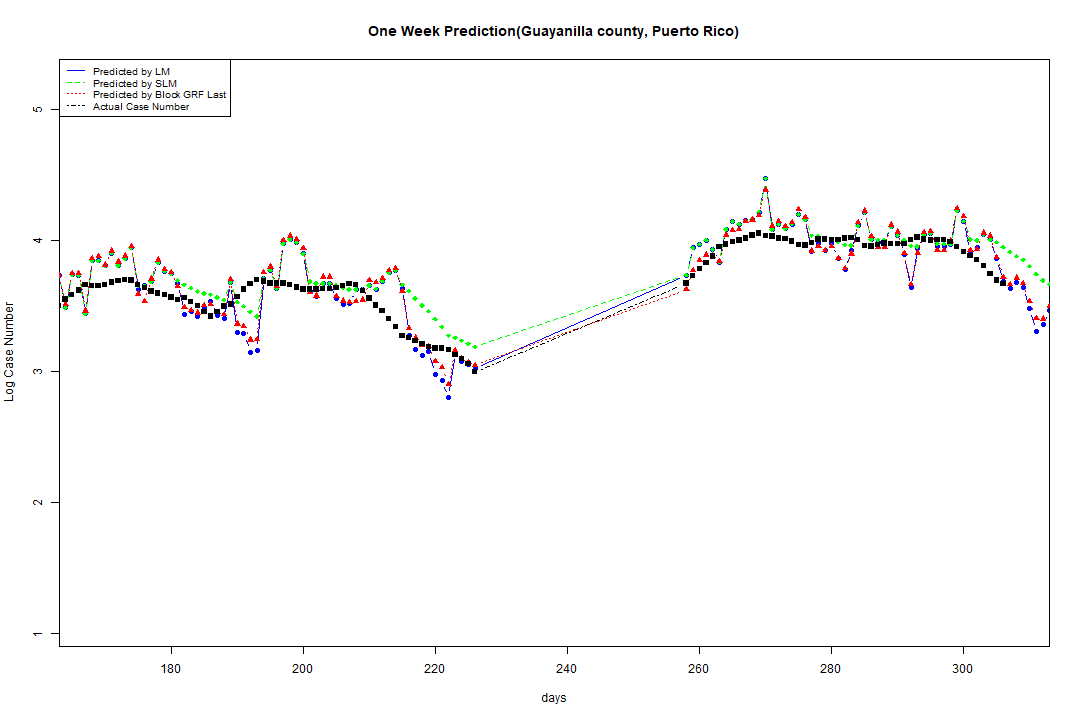 One Week Prediction(Guayanilla county, Puerto Rico)
Predicted by LM
Predicted by SLM
Predicted by Block GRF Last
Actual Case Number
5
4
3
2
1
Log Case Number
180 200 220 240 260 280 300
days